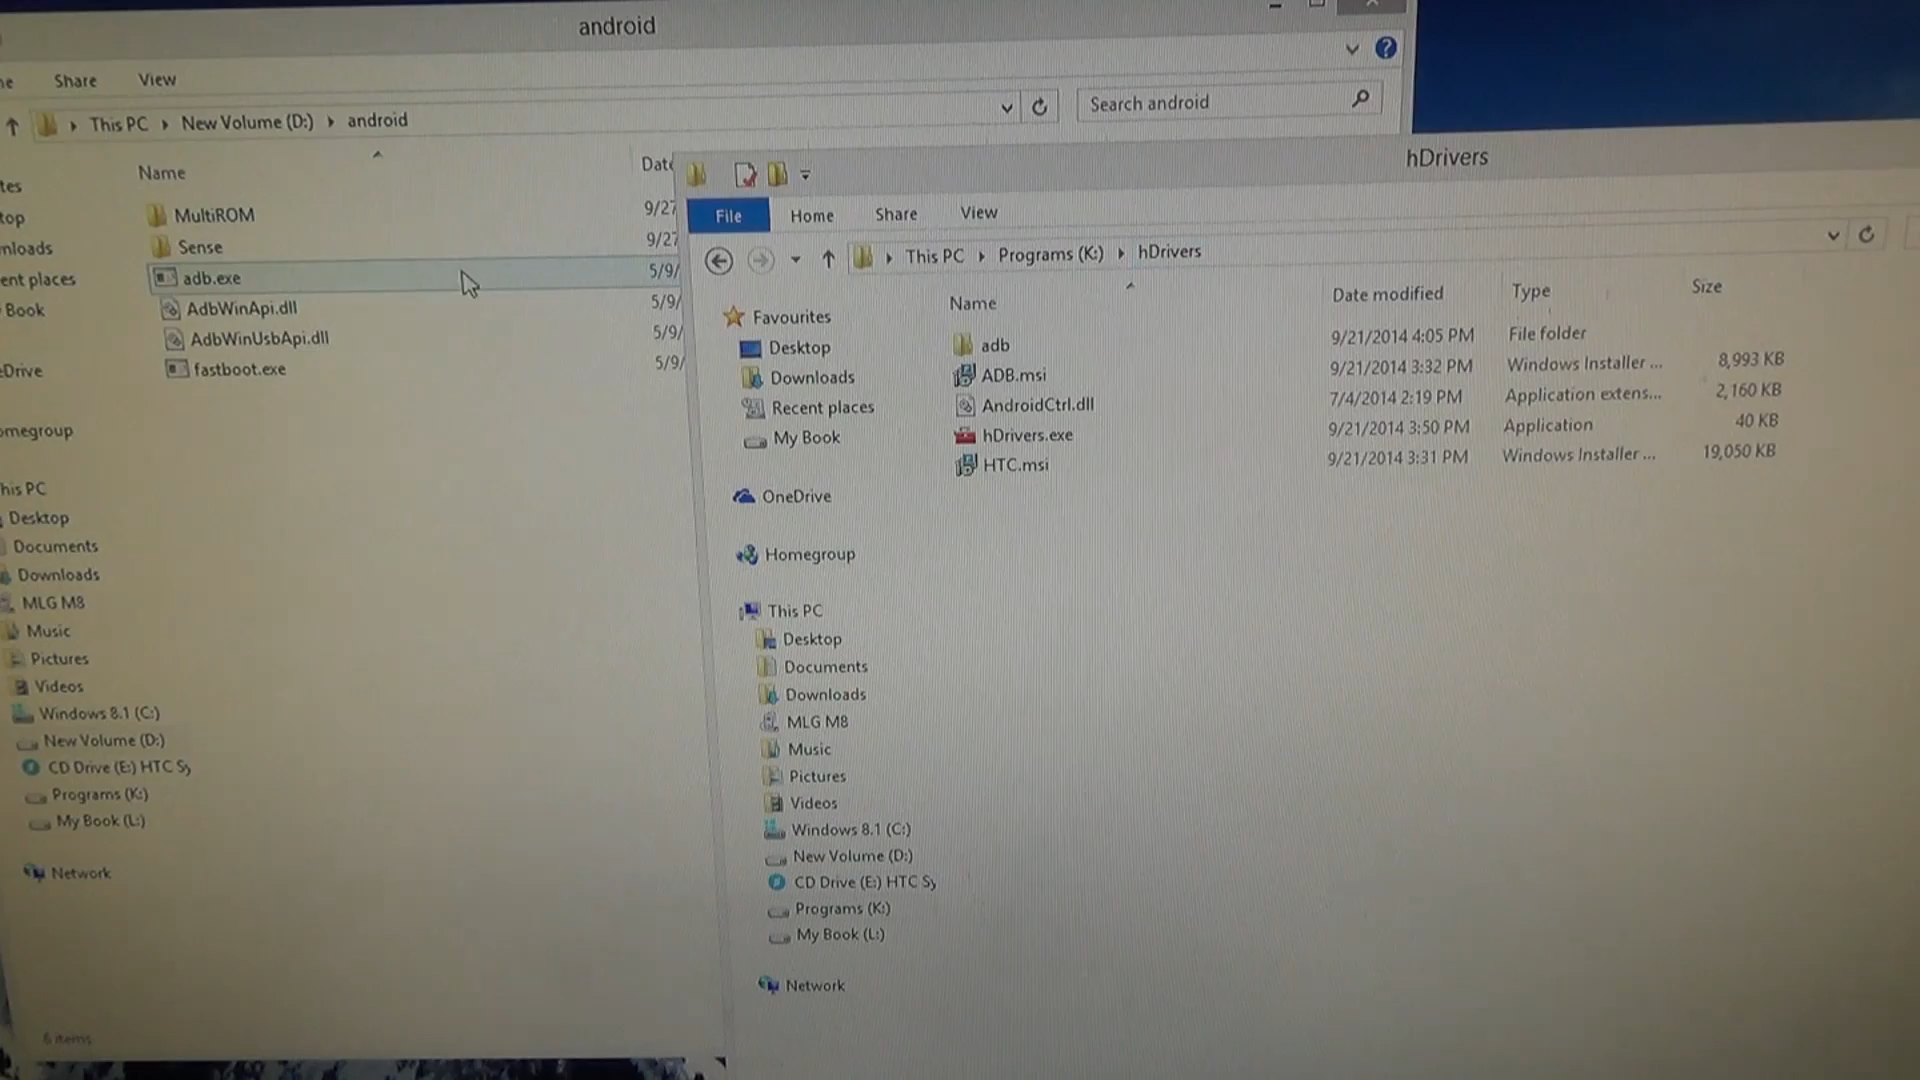 android
Share View
This PC New Volume (D:) android
Search android
Name
Date
MultiROM 9/27
Sense 9/27
adb.exe 5/9/
AdbWinApi.dll 5/9/
AdbWinUsbApi.dll 5/9/
fastboot.exe 5/9/
tes
top
nloads
ent places
Book
Drive
omegroup
his PC
Desktop
Documents
Downloads
MLG M8
Music
Pictures
Videos
Windows 8.1 (C:)
New Volume (D:)
CD Drive (E:) HTC Sy
Programs (K:)
My Book (L:)
Network
6 items
hDrivers
File Home Share View
This PC Programs (K:) hDrivers
Name Date modified Type Size
adb 9/21/2014 4:05 PM File folder
ADB.msi 9/21/2014 3:32 PM Windows Installer ... 8,993 KB
AndroidCtrl.dll 7/4/2014 2:19 PM Application extens... 2,160 KB
hDrivers.exe 9/21/2014 3:50 PM Application 40 KB
HTC.msi 9/21/2014 3:31 PM Windows Installer ... 19,050 KB
Favourites
Desktop
Downloads
Recent places
My Book
OneDrive
Homegroup
This PC
Desktop
Documents
Downloads
MLG M8
Music
Pictures
Videos
Windows 8.1 (C:)
New Volume (D:)
CD Drive (E:) HTC Sy
Programs (K:)
My Book (L:)
Network